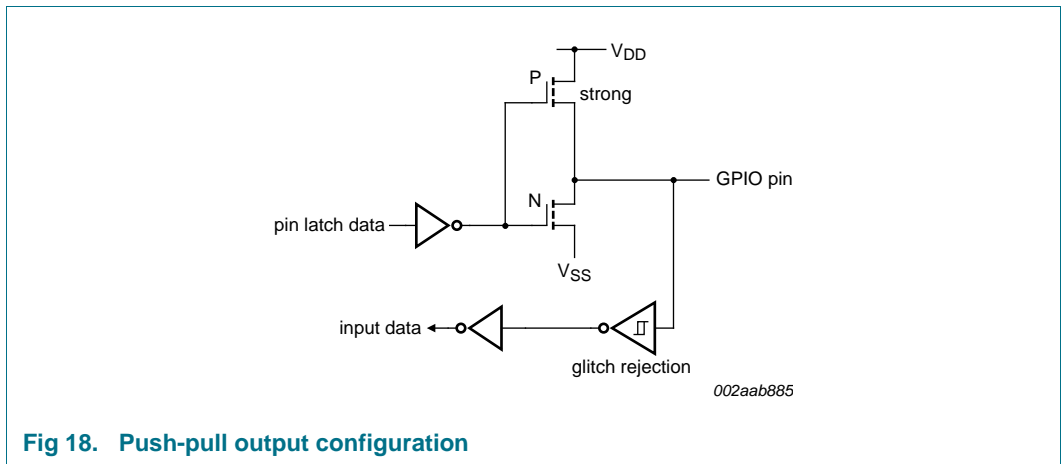 VDD
P
strong
GPIO pin
N
pin latch data
VSS
input data
glitch rejection
002aab885
Fig 18. Push-pull output configuration